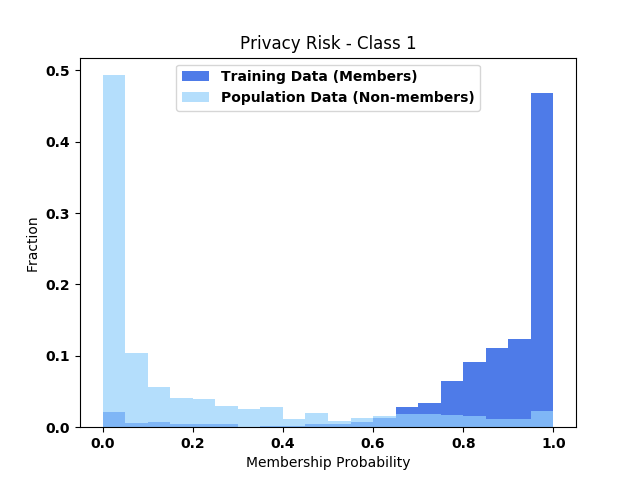 Privacy Risk - Class 1
Training Data (Members)
Population Data (Non-members)
Fraction
0.5
0.4
0.3
0.2
0.1
0.0
0.0 0.2 0.4 0.6 0.8 1.0
Membership Probability